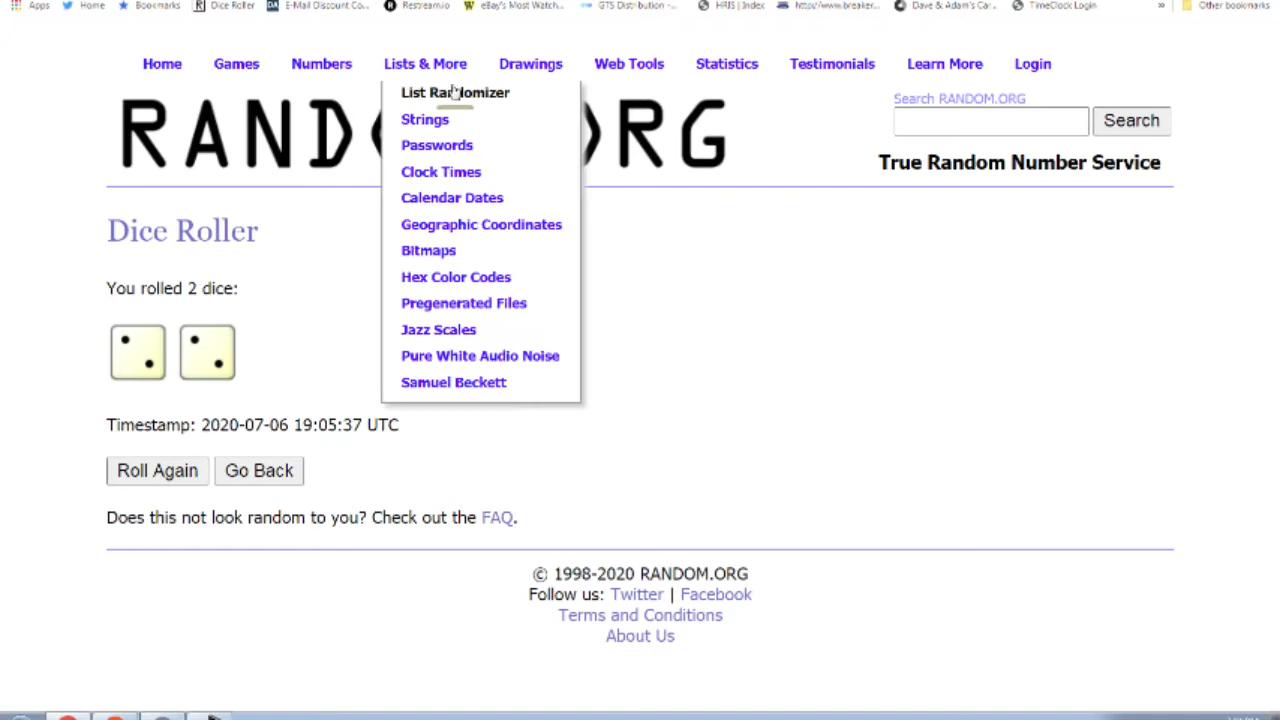 Apps Home Bookmarks Dice Roller E-Mail Discount Co... Restream.io eBay's Most Watch... GTS Distribution -... HRIS | Index http://www.breaker... Dave & Adam's Car... TimeClock Login » Other bookmarks
Home Games Numbers Lists & More Drawings Web Tools Statistics Testimonials Learn More Login
List Randomizer
Strings
Passwords
Clock Times
Calendar Dates
Geographic Coordinates
Bitmaps
Hex Color Codes
Pregenerated Files
Jazz Scales
Pure White Audio Noise
Samuel Beckett
RAND RG
Search RANDOM.ORG
Search
True Random Number Service
Dice Roller
You rolled 2 dice:
Timestamp: 2020-07-06 19:05:37 UTC
Roll Again Go Back
Does this not look random to you? Check out the FAQ.
© 1998-2020 RANDOM.ORG
Follow us: Twitter | Facebook
Terms and Conditions
About Us